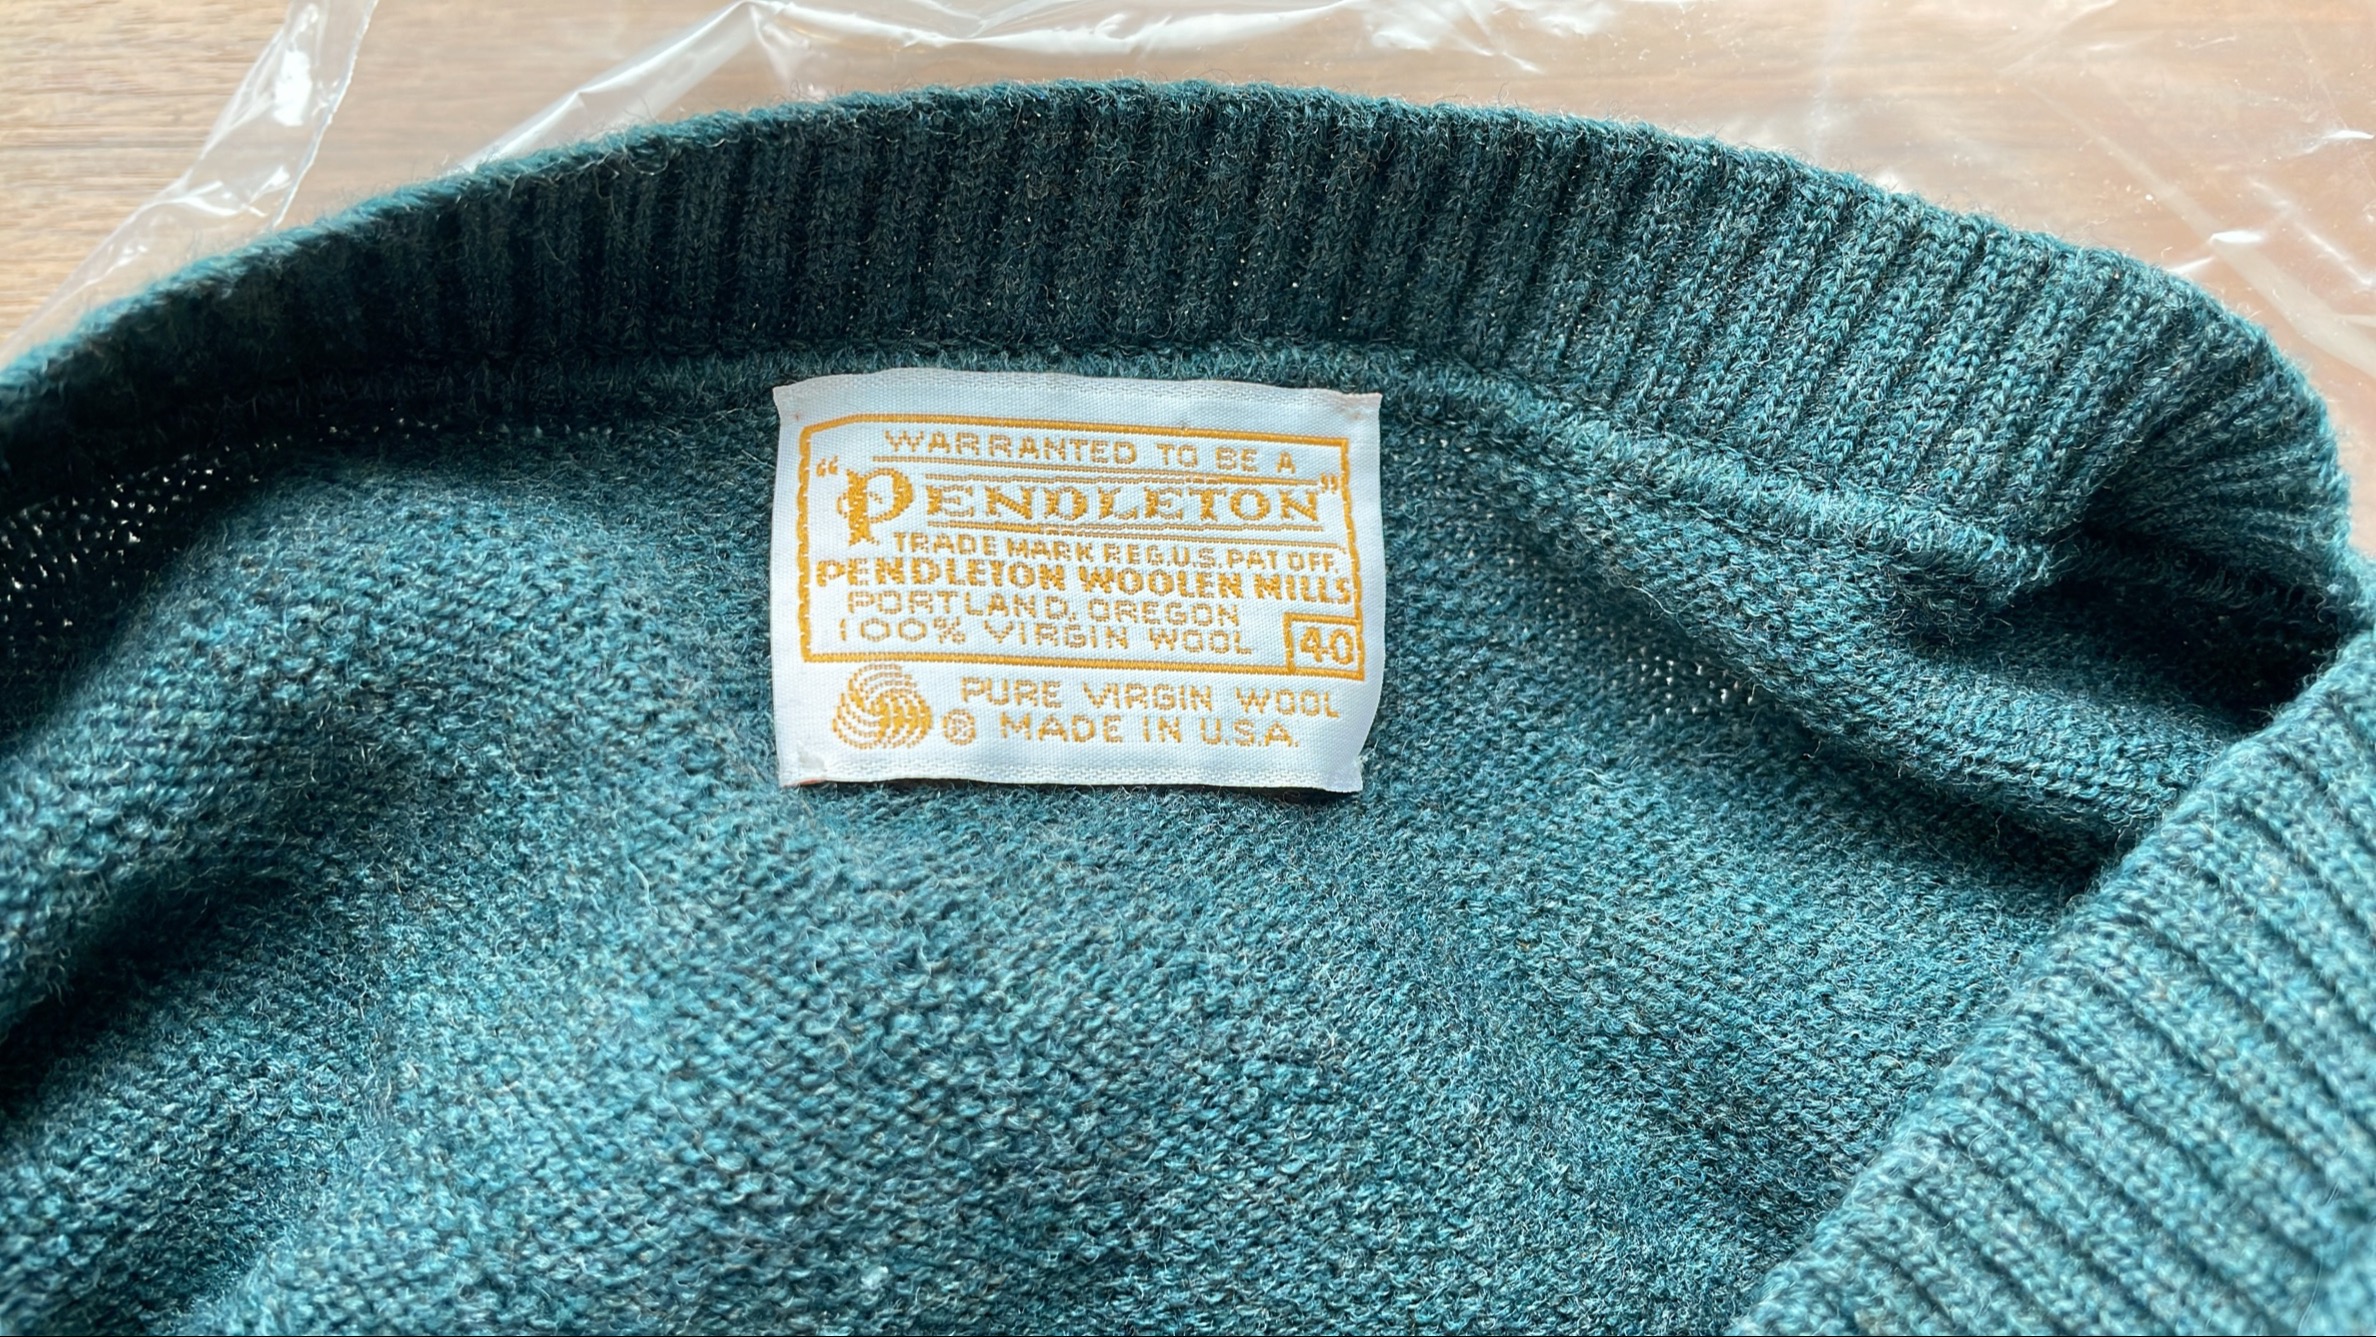 WARRANTED TO BE A
"PENDLETON"
TRADE MARK REG. U.S. PAT OFF.
PENDLETON WOOLEN MILLS
PORTLAND, OREGON
100% VIRGIN WOOL
40
® PURE VIRGIN WOOL
MADE IN U.S.A.